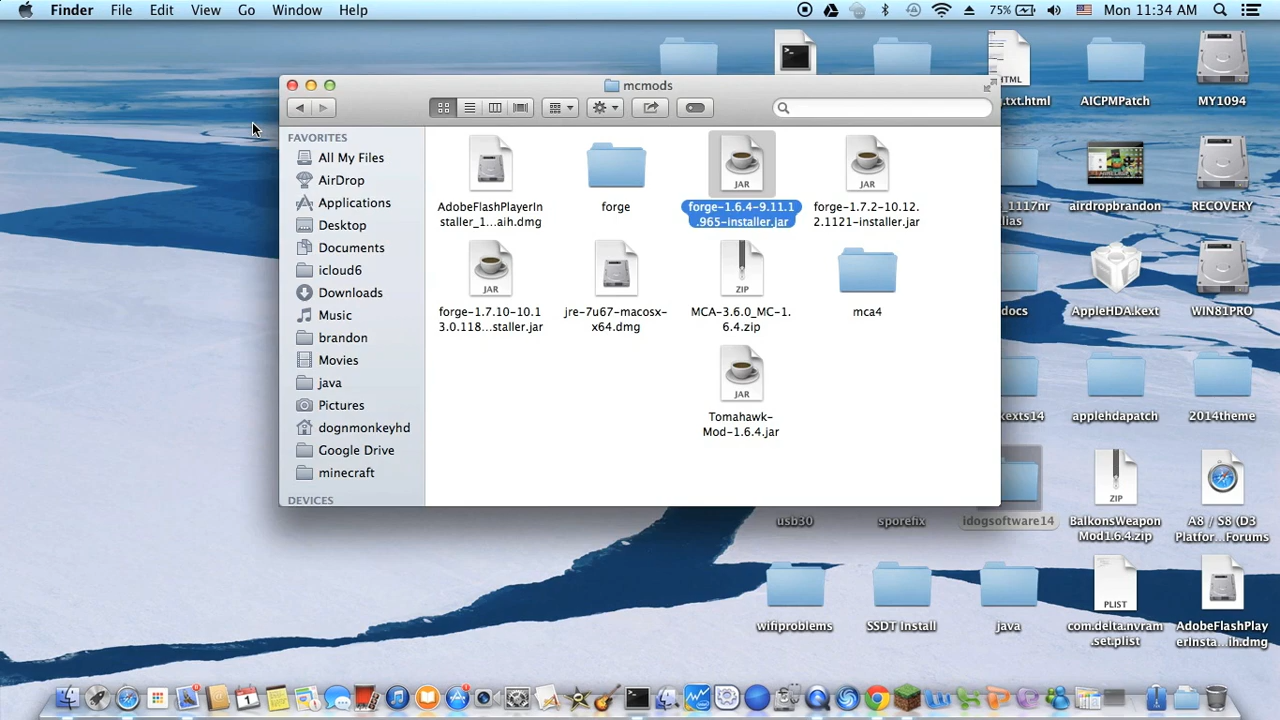 Finder File Edit View Go Window Help
75% Mon 11:34 AM
mcmods
FAVORITES
All My Files
AirDrop
Applications
Desktop
Documents
icloud6
Downloads
Music
brandon
Movies
java
Pictures
dognmonkeyhd
Google Drive
minecraft
DEVICES
AdobeFlashPlayerIn
staller_1...aih.dmg
forge
JAR
forge-1.6.4-9.11.1
.965-installer.jar
JAR
forge-1.7.2-10.12.
2.1121-installer.jar
JAR
forge-1.7.10-10.1
3.0.118...staller.jar
jre-7u67-macosx-
x64.dmg
ZIP
MCA-3.6.0_MC-1.
6.4.zip
mca4
JAR
Tomahawk-
Mod-1.6.4.jar
HTML
.txt.html
AICPMPatch
MY1094
_1117nr
lias
airdropbrandon
RECOVERY
docs
AppleHDA.kext
WIN81PRO
kexts14
applehdapatch
2014theme
usb30
sporefix
idogsoftware14
ZIP
BalkonsWeapon
Mod1.6.4.zip
A8 / S8 (D3
Platfor...Forums
wifiproblems
SSDT Install
java
PLIST
com.delta.nvram
.set.plist
AdobeFlashPlay
erInsta...ih.dmg